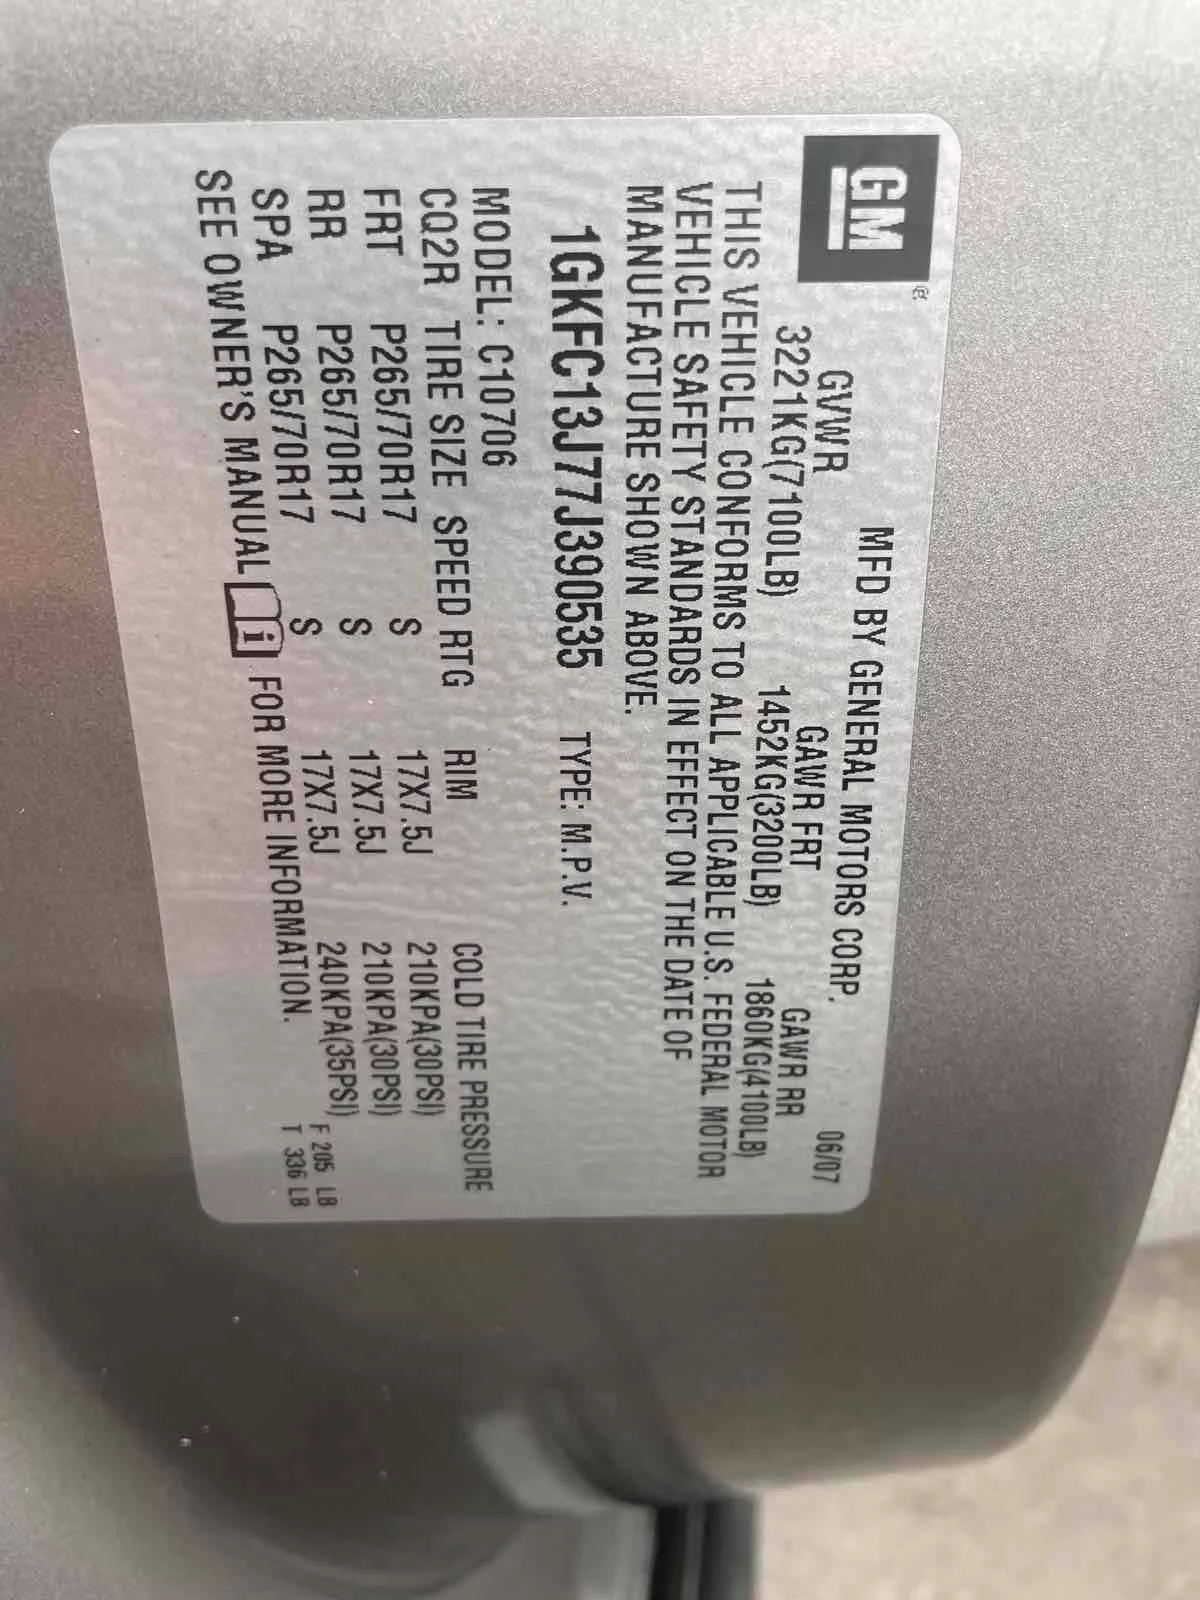 GM
MFD BY GENERAL MOTORS CORP.
GVWR GAWR FRT GAWR RR 06/07
3221KG(7100LB) 1452KG(3200LB) 1860KG(4100LB)
THIS VEHICLE CONFORMS TO ALL APPLICABLE U.S. FEDERAL MOTOR
VEHICLE SAFETY STANDARDS IN EFFECT ON THE DATE OF
MANUFACTURE SHOWN ABOVE.
1GKFC13J77J390535 TYPE: M.P.V.
MODEL: C10706
CQ2R TIRE SIZE SPEED RTG RIM COLD TIRE PRESSURE
FRT P265/70R17 S 17X7.5J 210KPA(30PSI)
RR P265/70R17 S 17X7.5J 210KPA(30PSI)
SPA P265/70R17 S 17X7.5J 240KPA(35PSI) F 205 LB
SEE OWNER'S MANUAL i FOR MORE INFORMATION. T 336 LB